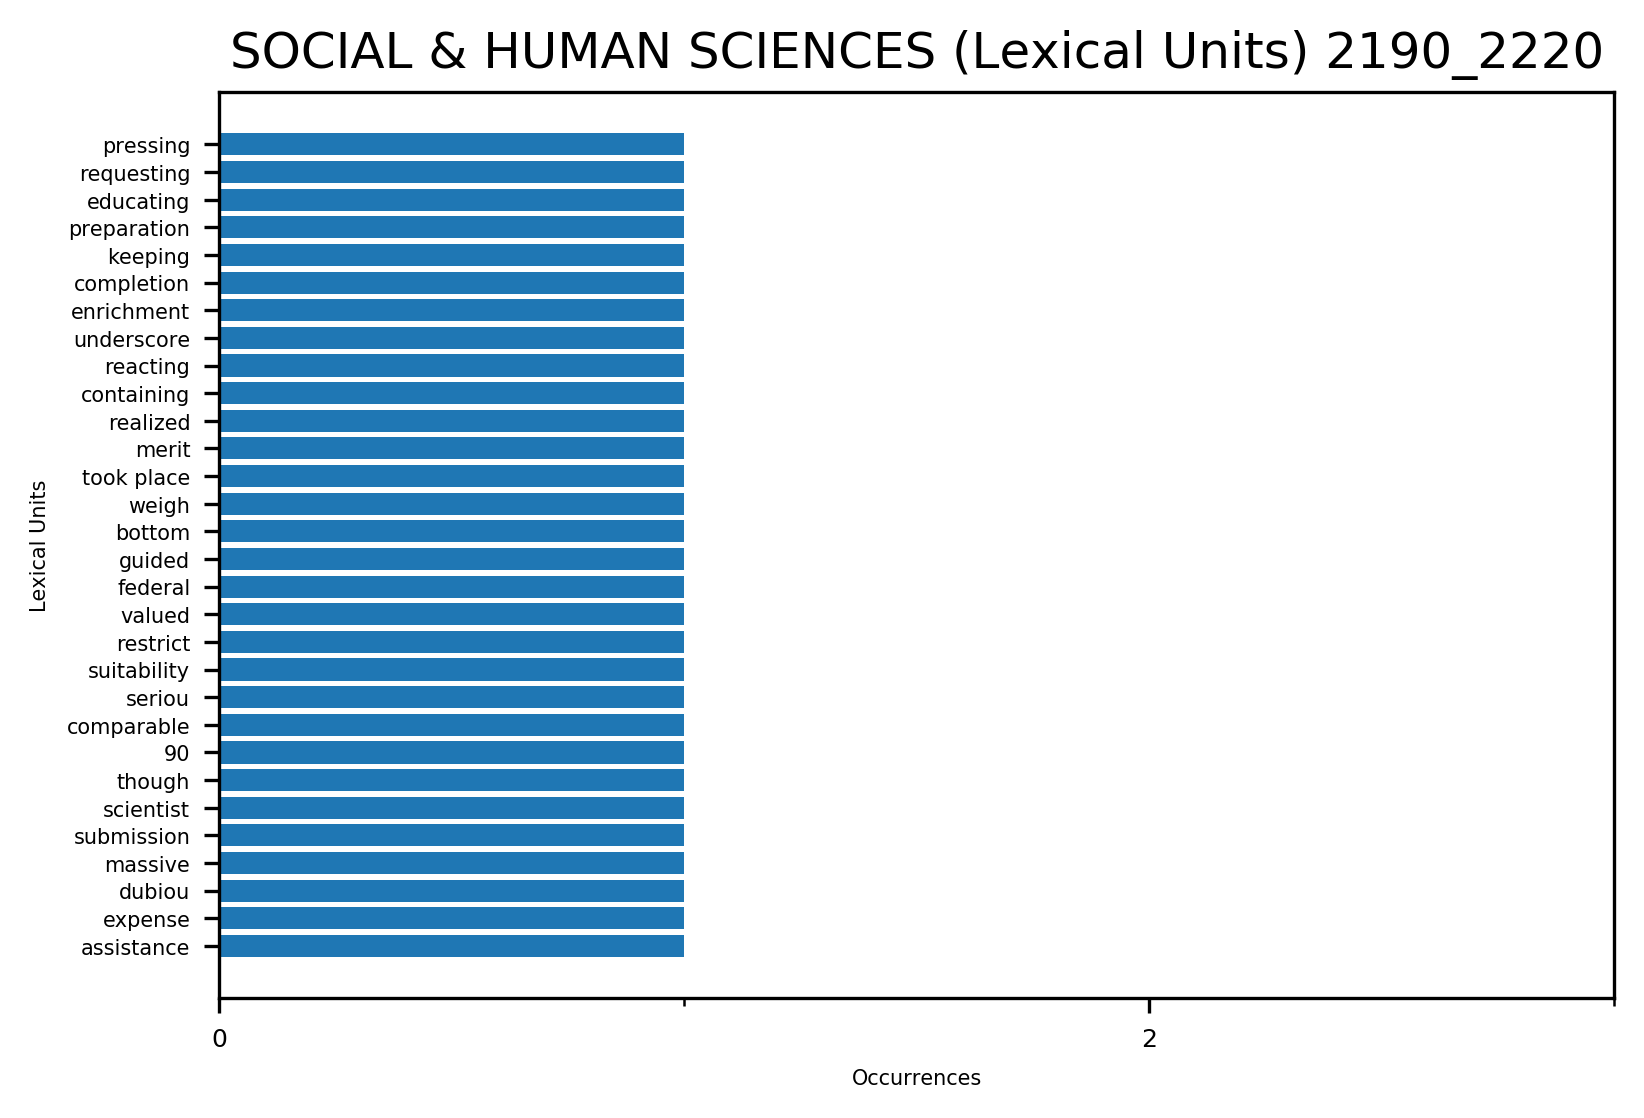 SOCIAL & HUMAN SCIENCES (Lexical Units) 2190_2220
pressing
requesting
educating
preparation
keeping
completion
enrichment
underscore
reacting
containing
realized
merit
took place
weigh
bottom
guided
federal
valued
restrict
suitability
seriou
comparable
90
though
scientist
submission
massive
dubiou
expense
assistance
Lexical Units
0 2
Occurrences